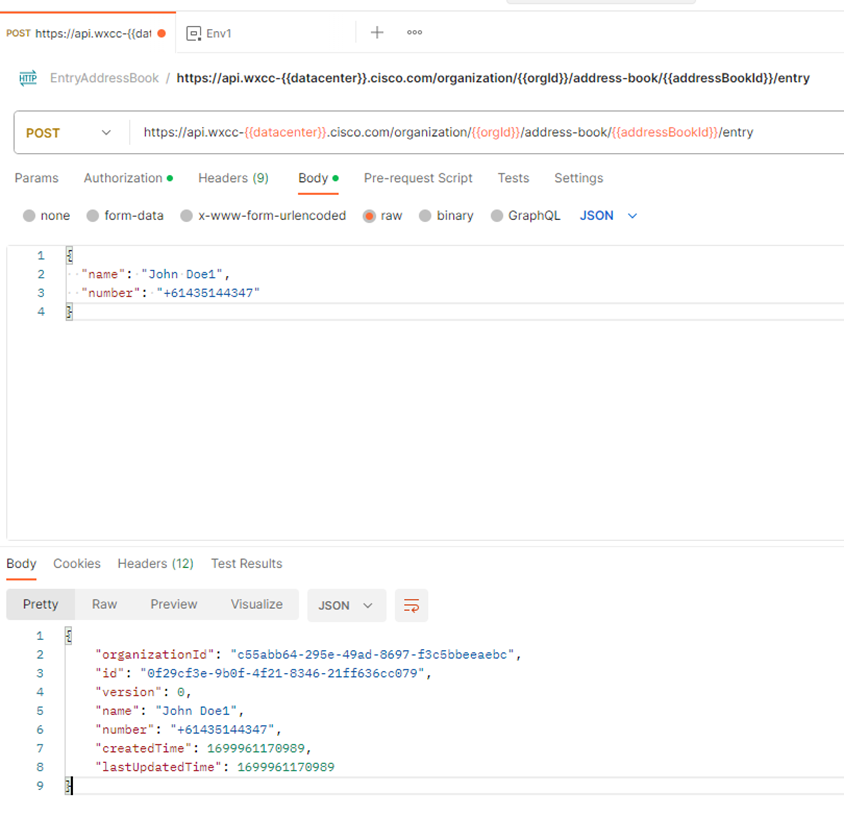 POST https://api.wxcc-{{dat Env1
HTTP EntryAddressBook / https://api.wxcc-{{datacenter}}.cisco.com/organization/{{orgId}}/address-book/{{addressBookId}}/entry
POST https://api.wxcc-{{datacenter}}.cisco.com/organization/{{orgId}}/address-book/{{addressBookId}}/entry
Params Authorization Headers (9) Body Pre-request Script Tests Settings
none form-data x-www-form-urlencoded raw binary GraphQL JSON
1 {
2 "name": "John Doe1",
3 "number": "+61435144347"
4 }
Body Cookies Headers (12) Test Results
Pretty Raw Preview Visualize JSON
1 {
2 "organizationId": "c55abb64-295e-49ad-8697-f3c5bbeeaebc",
3 "id": "0f29cf3e-9b0f-4f21-8346-21ff636cc079",
4 "version": 0,
5 "name": "John Doe1",
6 "number": "+61435144347",
7 "createdTime": 1699961170989,
8 "lastUpdatedTime": 1699961170989
9 }